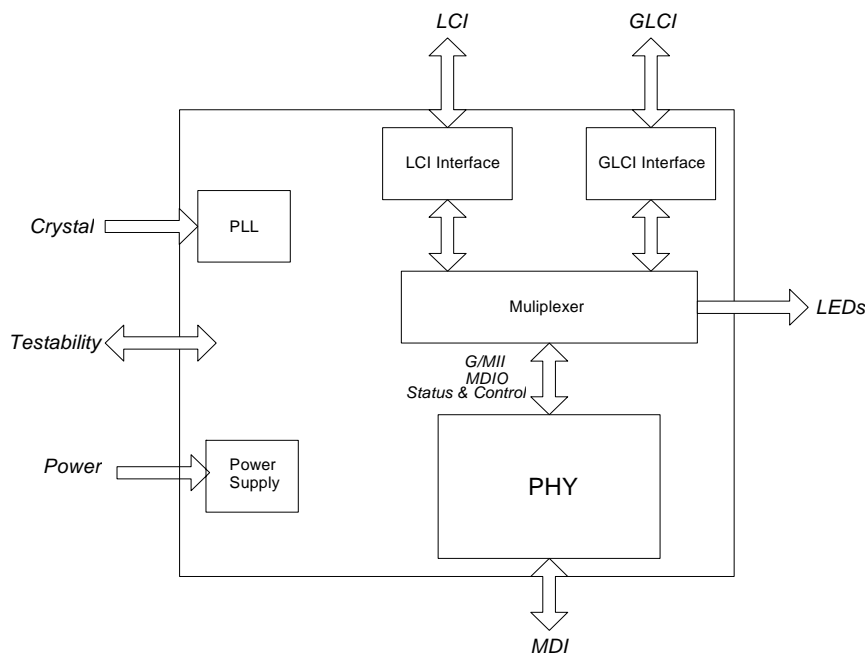 LCI
GLCI
LCI Interface
GLCI Interface
Crystal
PLL
Muliplexer
LEDs
Testability
G/MII
MDIO
Status & Control
Power
Power
Supply
PHY
MDI